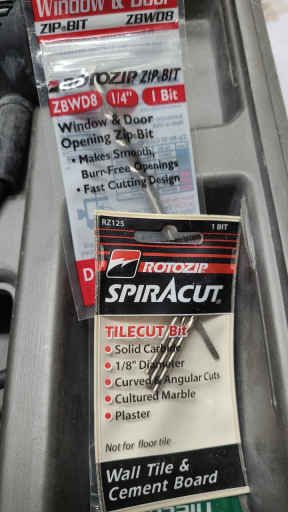 Window & Door
ZIP•BIT ZBWD8
ROTOZIP ZIP•BIT
ZBWD8 1/4" 1 Bit
Window & Door
Opening Zip•Bit
• Makes Smooth,
Burr-Free Openings
• Fast Cutting Design
D
RZ125 1 BIT
ROTOZIP
SPIRACUT
TILECUT Bit
• Solid Carbide
• 1/8" Diameter
• Curved & Angular Cuts
• Cultured Marble
• Plaster
Not for floor tile
Wall Tile &
Cement Board